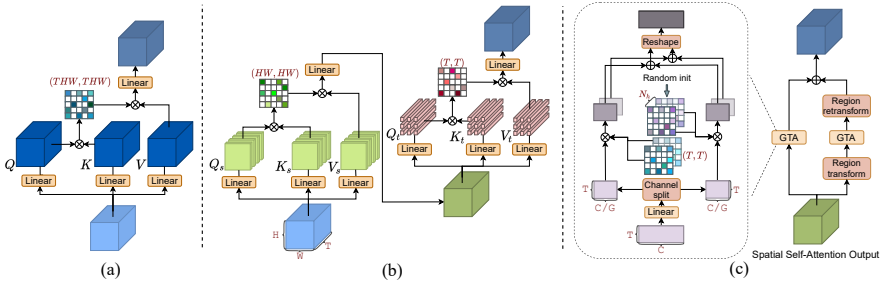 (THW, THW)
Linear
Q
K
V
Linear
Linear
Linear
(a)
(HW, HW)
Linear
Q_s
K_s
V_s
Linear
Linear
Linear
H
W
T
(T, T)
Linear
Q_t
K_t
V_t
Linear
Linear
Linear
(b)
Reshape
Random init
N_h
(T, T)
T
C/G
Channel
split
T
C/G
Linear
T
C
(c)
GTA
Region
retransform
GTA
Region
transform
Spatial Self-Attention Output